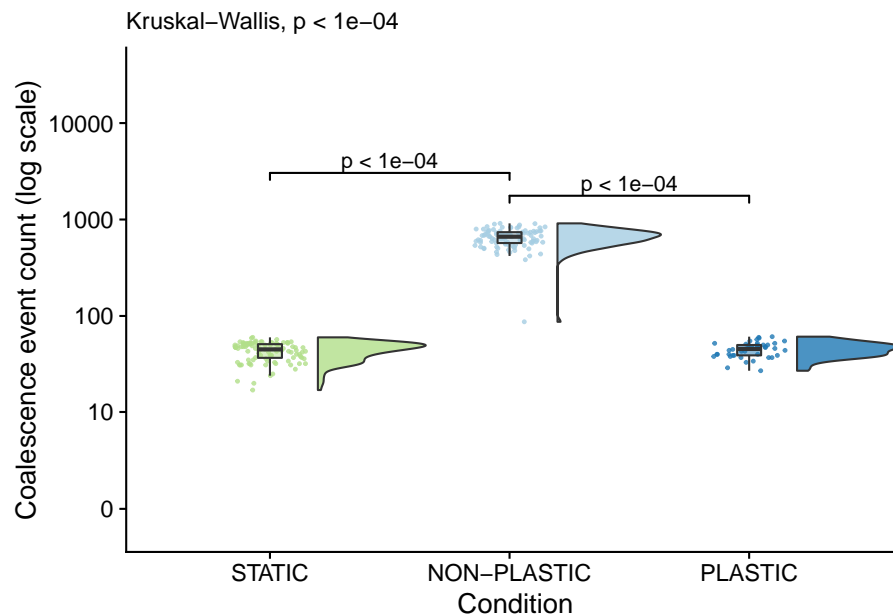 Kruskal−Wallis, p < 1e−04
Coalescence event count (log scale)
10000
1000
100
10
0
p < 1e−04
p < 1e−04
STATIC
NON−PLASTIC
PLASTIC
Condition